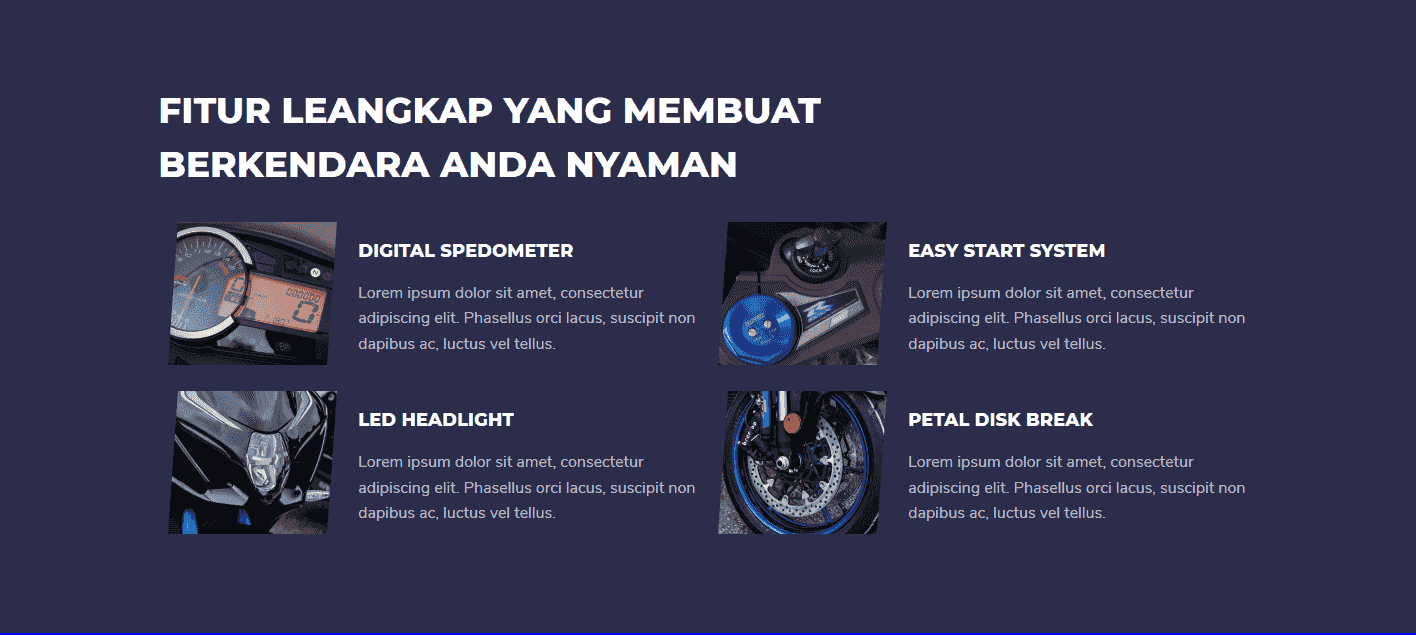 FITUR LEANGKAP YANG MEMBUAT
BERKENDARA ANDA NYAMAN
DIGITAL SPEDOMETER
Lorem ipsum dolor sit amet, consectetur
adipiscing elit. Phasellus orci lacus, suscipit non
dapibus ac, luctus vel tellus.
EASY START SYSTEM
Lorem ipsum dolor sit amet, consectetur
adipiscing elit. Phasellus orci lacus, suscipit non
dapibus ac, luctus vel tellus.
LED HEADLIGHT
Lorem ipsum dolor sit amet, consectetur
adipiscing elit. Phasellus orci lacus, suscipit non
dapibus ac, luctus vel tellus.
PETAL DISK BREAK
Lorem ipsum dolor sit amet, consectetur
adipiscing elit. Phasellus orci lacus, suscipit non
dapibus ac, luctus vel tellus.
N
000000
0
LOCK
R